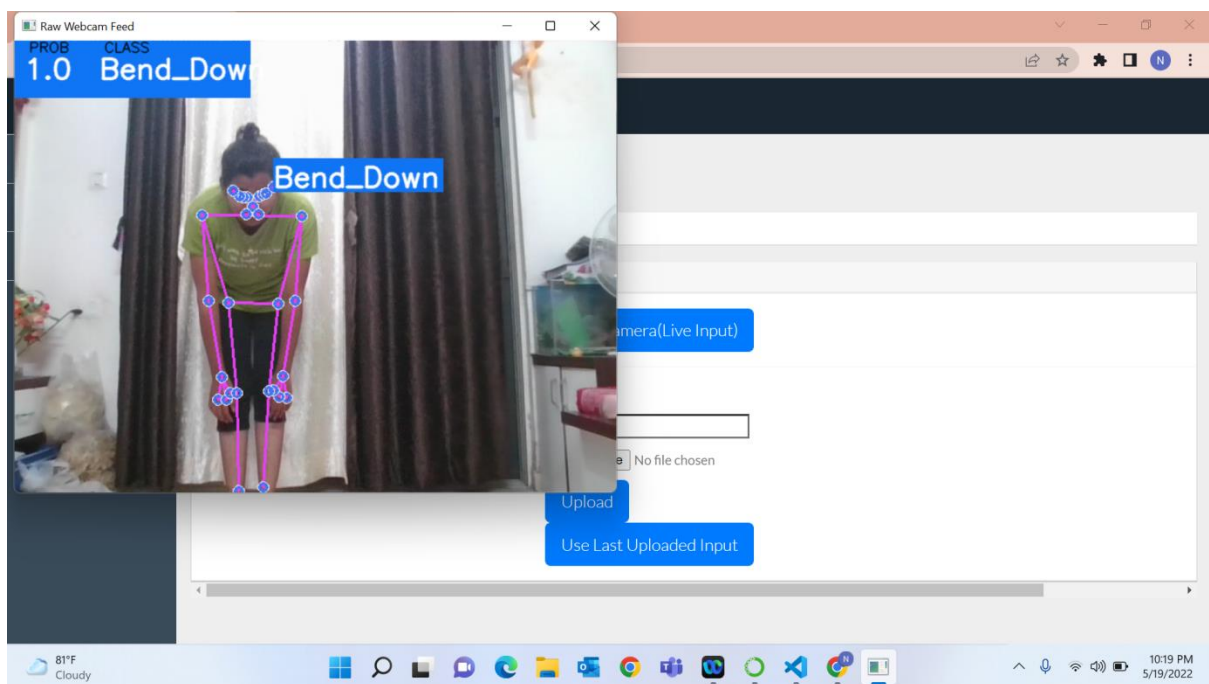 Raw Webcam Feed
PROB CLASS
1.0 Bend_Down
Bend_Down
N
amera(Live Input)
e No file chosen
Upload
Use Last Uploaded Input
81°F
Cloudy
10:19 PM
5/19/2022